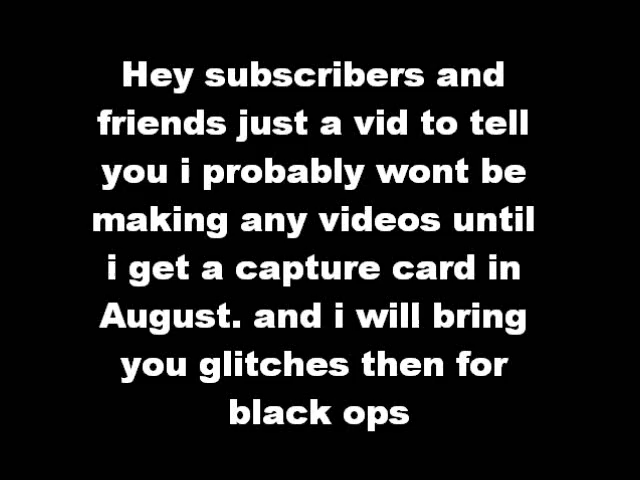 Hey subscribers and
friends just a vid to tell
you i probably wont be
making any videos until
i get a capture card in
August. and i will bring
you glitches then for
black ops